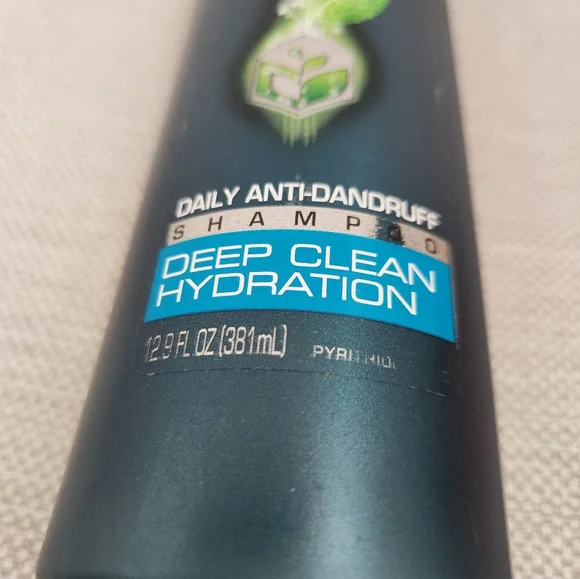 DAILY ANTI-DANDRUFF
SHAMPOO
DEEP CLEAN
HYDRATION
12.9 FL OZ (381mL)